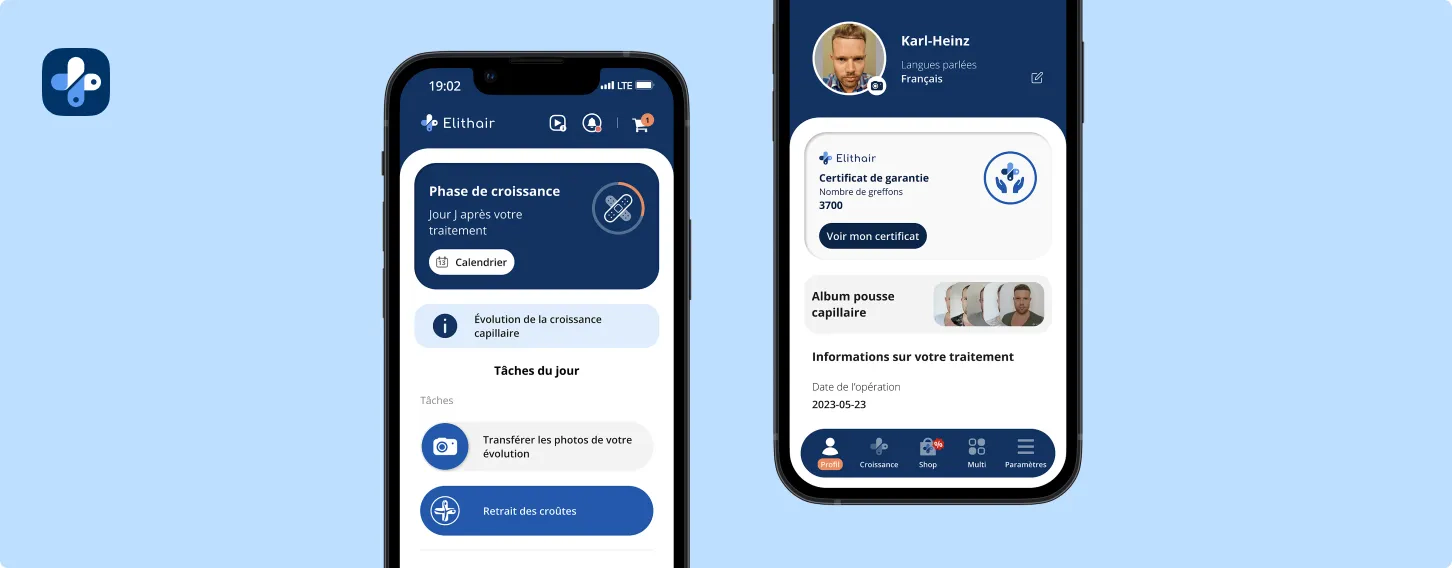 19:02
LTE
Elithair
1
Phase de croissance
Jour J après votre
traitement
13
Calendrier
i
Évolution de la croissance
capillaire
Tâches du jour
Tâches
Transférer les photos de votre
évolution
Retrait des croûtes
Karl-Heinz
Langues parlées
Français
Elithair
Certificat de garantie
Nombre de greffons
3700
Voir mon certificat
Album pousse
capillaire
Informations sur votre traitement
Date de l'opération
2023-05-23
%
Profil
Croissance
Shop
Multi
Paramètres